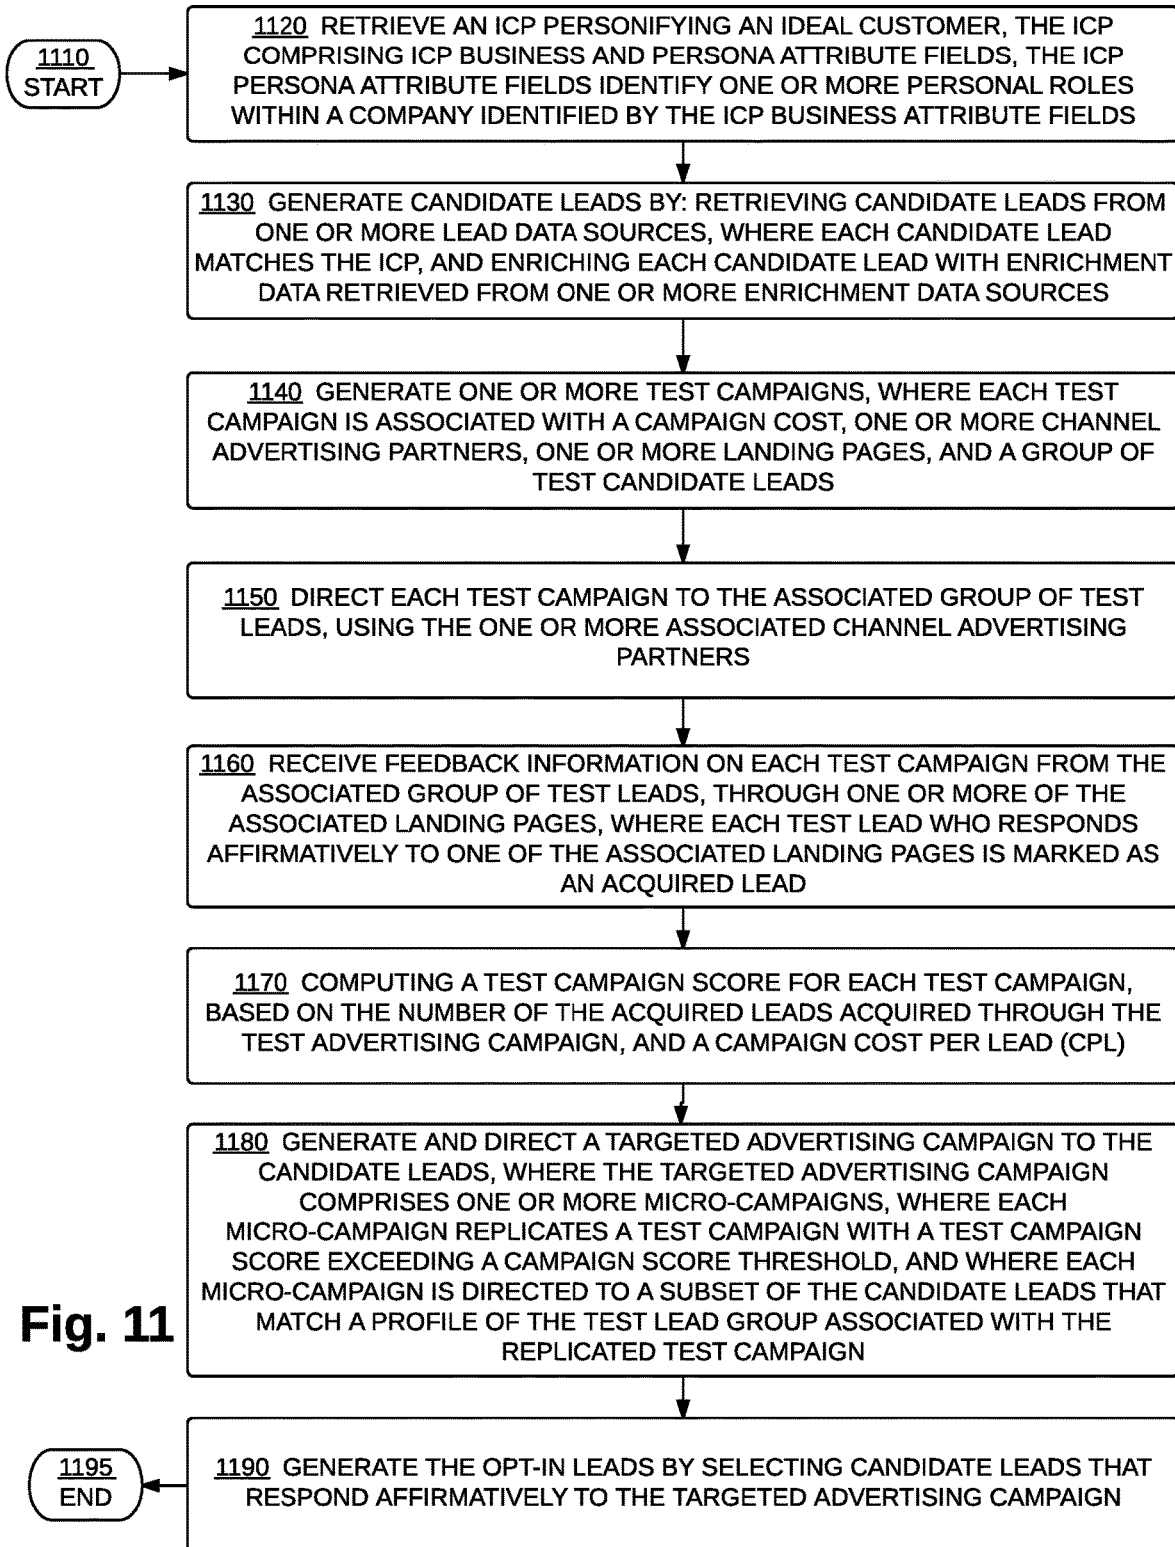 1110
START
1120 RETRIEVE AN ICP PERSONIFYING AN IDEAL CUSTOMER, THE ICP
COMPRISING ICP BUSINESS AND PERSONA ATTRIBUTE FIELDS, THE ICP
PERSONA ATTRIBUTE FIELDS IDENTIFY ONE OR MORE PERSONAL ROLES
WITHIN A COMPANY IDENTIFIED BY THE ICP BUSINESS ATTRIBUTE FIELDS
1130 GENERATE CANDIDATE LEADS BY: RETRIEVING CANDIDATE LEADS FROM
ONE OR MORE LEAD DATA SOURCES, WHERE EACH CANDIDATE LEAD
MATCHES THE ICP, AND ENRICHING EACH CANDIDATE LEAD WITH ENRICHMENT
DATA RETRIEVED FROM ONE OR MORE ENRICHMENT DATA SOURCES
1140 GENERATE ONE OR MORE TEST CAMPAIGNS, WHERE EACH TEST
CAMPAIGN IS ASSOCIATED WITH A CAMPAIGN COST, ONE OR MORE CHANNEL
ADVERTISING PARTNERS, ONE OR MORE LANDING PAGES, AND A GROUP OF
TEST CANDIDATE LEADS
1150 DIRECT EACH TEST CAMPAIGN TO THE ASSOCIATED GROUP OF TEST
LEADS, USING THE ONE OR MORE ASSOCIATED CHANNEL ADVERTISING
PARTNERS
1160 RECEIVE FEEDBACK INFORMATION ON EACH TEST CAMPAIGN FROM THE
ASSOCIATED GROUP OF TEST LEADS, THROUGH ONE OR MORE OF THE
ASSOCIATED LANDING PAGES, WHERE EACH TEST LEAD WHO RESPONDS
AFFIRMATIVELY TO ONE OF THE ASSOCIATED LANDING PAGES IS MARKED AS
AN ACQUIRED LEAD
1170 COMPUTING A TEST CAMPAIGN SCORE FOR EACH TEST CAMPAIGN,
BASED ON THE NUMBER OF THE ACQUIRED LEADS ACQUIRED THROUGH THE
TEST ADVERTISING CAMPAIGN, AND A CAMPAIGN COST PER LEAD (CPL)
1180 GENERATE AND DIRECT A TARGETED ADVERTISING CAMPAIGN TO THE
CANDIDATE LEADS, WHERE THE TARGETED ADVERTISING CAMPAIGN
COMPRISES ONE OR MORE MICRO-CAMPAIGNS, WHERE EACH
MICRO-CAMPAIGN REPLICATES A TEST CAMPAIGN WITH A TEST CAMPAIGN
SCORE EXCEEDING A CAMPAIGN SCORE THRESHOLD, AND WHERE EACH
MICRO-CAMPAIGN IS DIRECTED TO A SUBSET OF THE CANDIDATE LEADS THAT
MATCH A PROFILE OF THE TEST LEAD GROUP ASSOCIATED WITH THE
REPLICATED TEST CAMPAIGN
Fig. 11
1190 GENERATE THE OPT-IN LEADS BY SELECTING CANDIDATE LEADS THAT
RESPOND AFFIRMATIVELY TO THE TARGETED ADVERTISING CAMPAIGN
1195
END